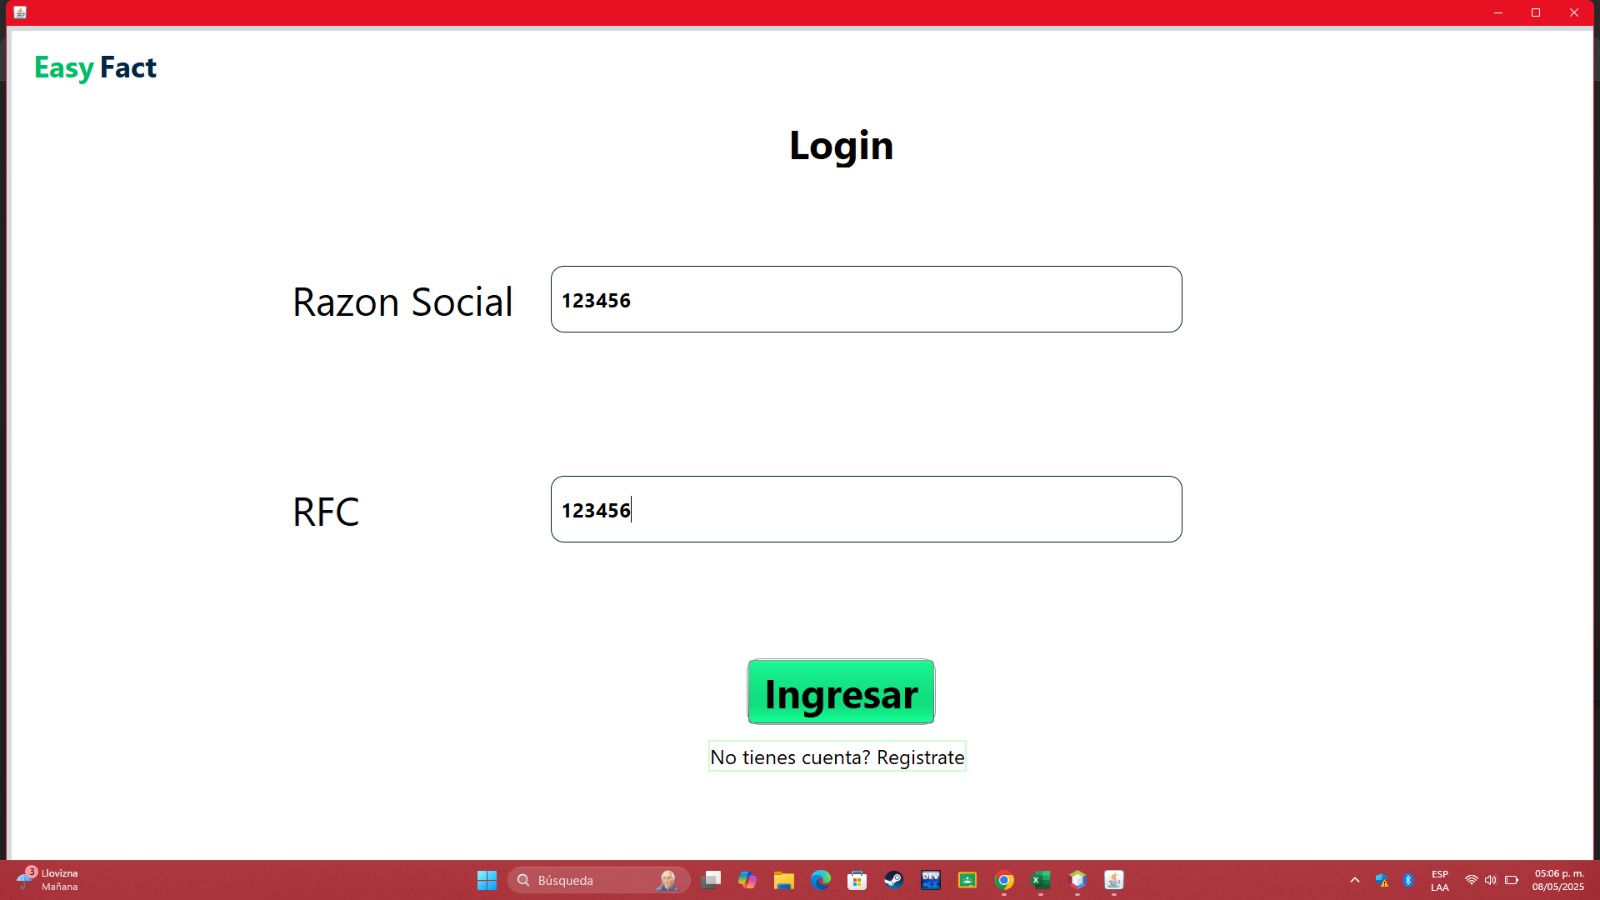 Easy Fact
Login
Razon Social
123456
RFC
123456
Ingresar
No tienes cuenta? Registrate
3
Llovizna
Mañana
Búsqueda
DEV
ESP
LAA
05:06 p. m.
08/05/2025